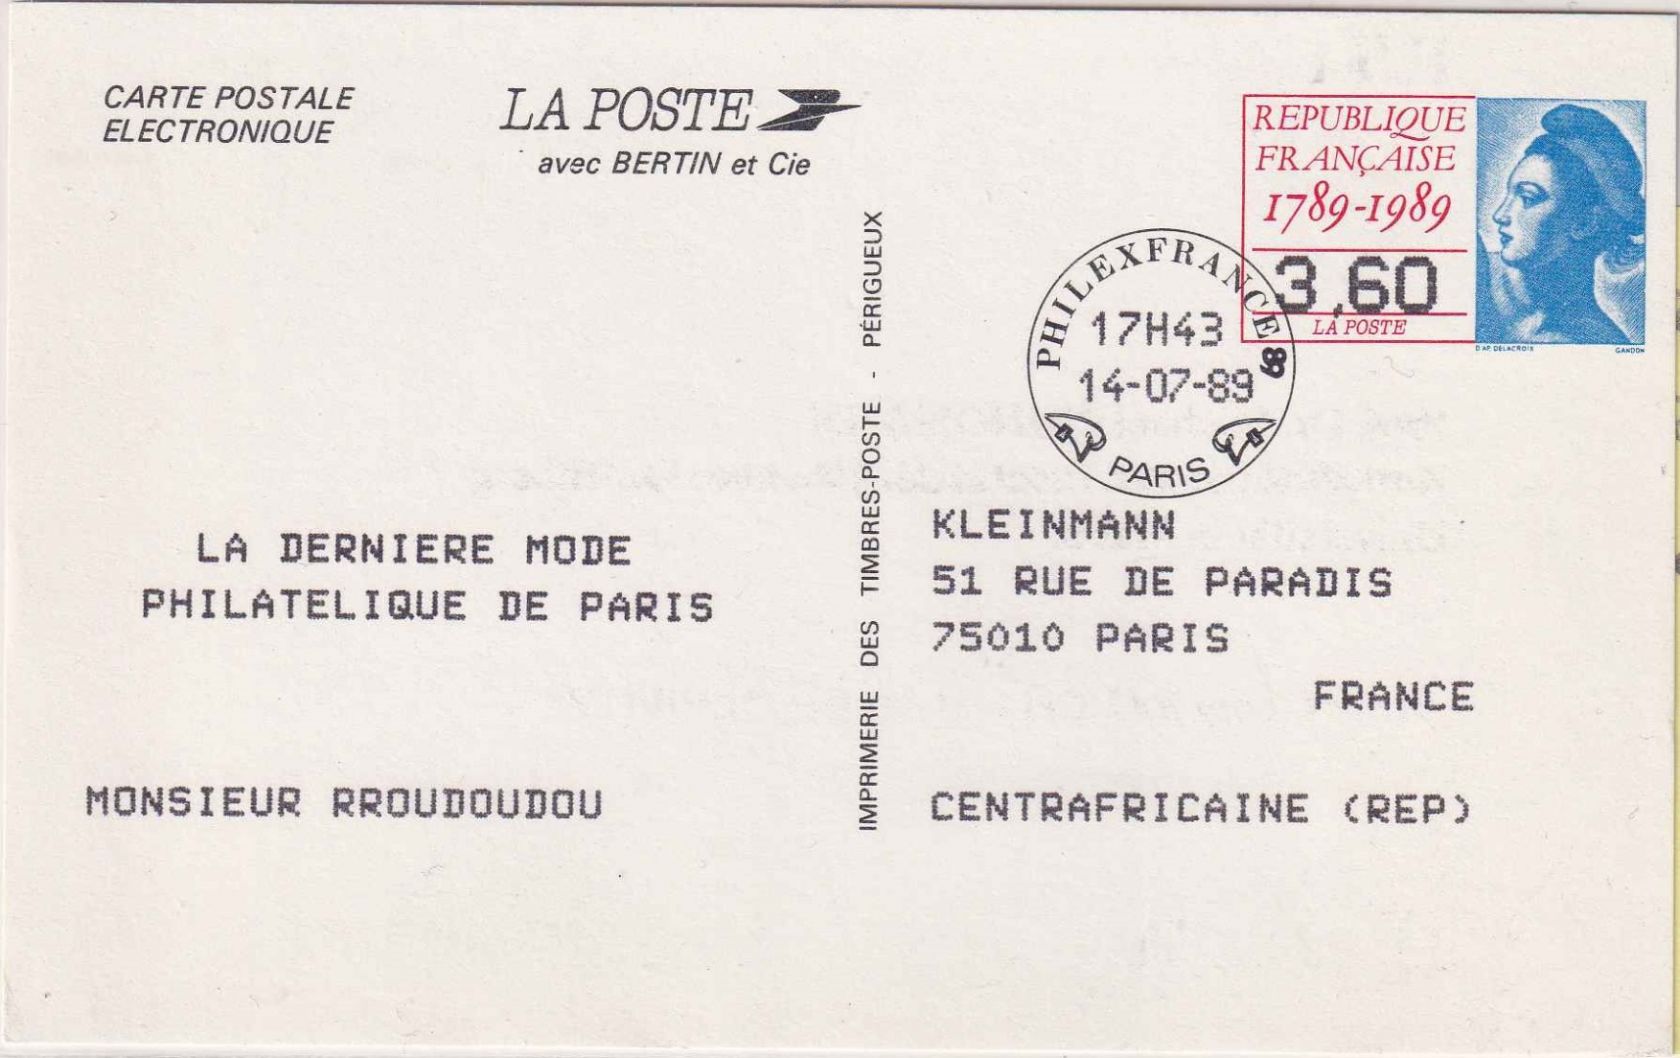 CARTE POSTALE
ELECTRONIQUE
LA POSTE
avec BERTIN et Cie
REPUBLIQUE
FRANÇAISE
1789-1989
3,60
LA POSTE
D'AP. DELACROIX
GANDON
PHILEXFRANCE 89
17H43
14-07-89
PARIS
IMPRIMERIE DES TIMBRES-POSTE - PÉRIGUEUX
LA DERNIERE MODE
PHILATELIQUE DE PARIS
MONSIEUR RROUDOUDOU
KLEINMANN
51 RUE DE PARADIS
75010 PARIS
FRANCE
CENTRAFRICAINE (REP)